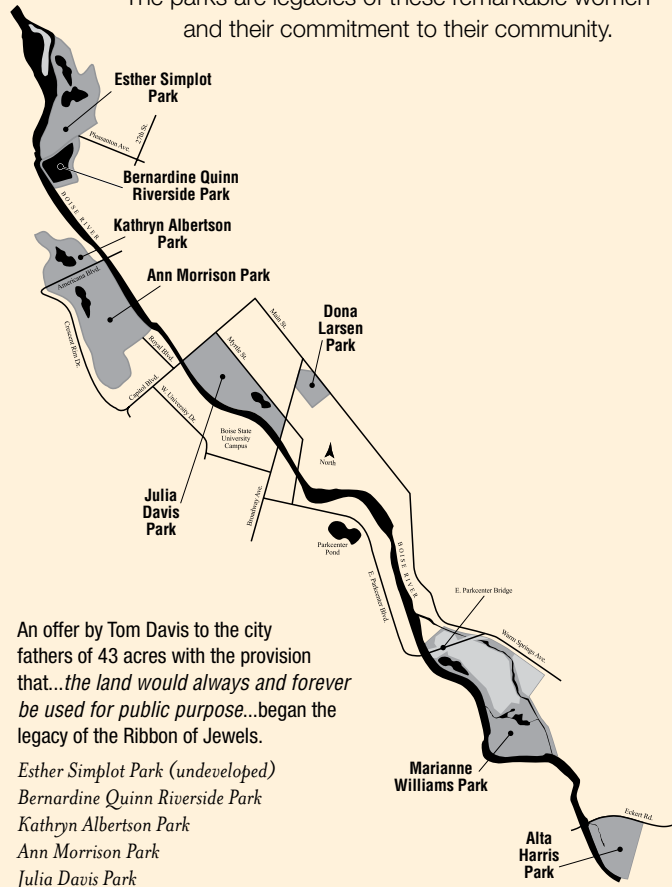 The parks are legacies of these remarkable women
and their commitment to their community.
Esther Simplot
Park
Pleasanton Ave.
27th St.
Bernardine Quinn
Riverside Park
BOISE RIVER
Kathryn Albertson
Park
Americana Blvd.
Ann Morrison Park
Crescent Rim Dr.
Royal Blvd.
Capitol Blvd.
W. University Dr.
Myrtle St.
Main St.
Dona
Larsen
Park
Boise State
University
Campus
North
Julia
Davis
Park
Broadway Ave.
Parkcenter
Pond
E. Parkcenter Blvd.
BOISE RIVER
E. Parkcenter Bridge
Warm Springs Ave.
An offer by Tom Davis to the city
fathers of 43 acres with the provision
that...the land would always and forever
be used for public purpose...began the
legacy of the Ribbon of Jewels.
Marianne
Williams Park
Eckert Rd.
Alta
Harris
Park
Esther Simplot Park (undeveloped)
Bernardine Quinn Riverside Park
Kathryn Albertson Park
Ann Morrison Park
Julia Davis Park